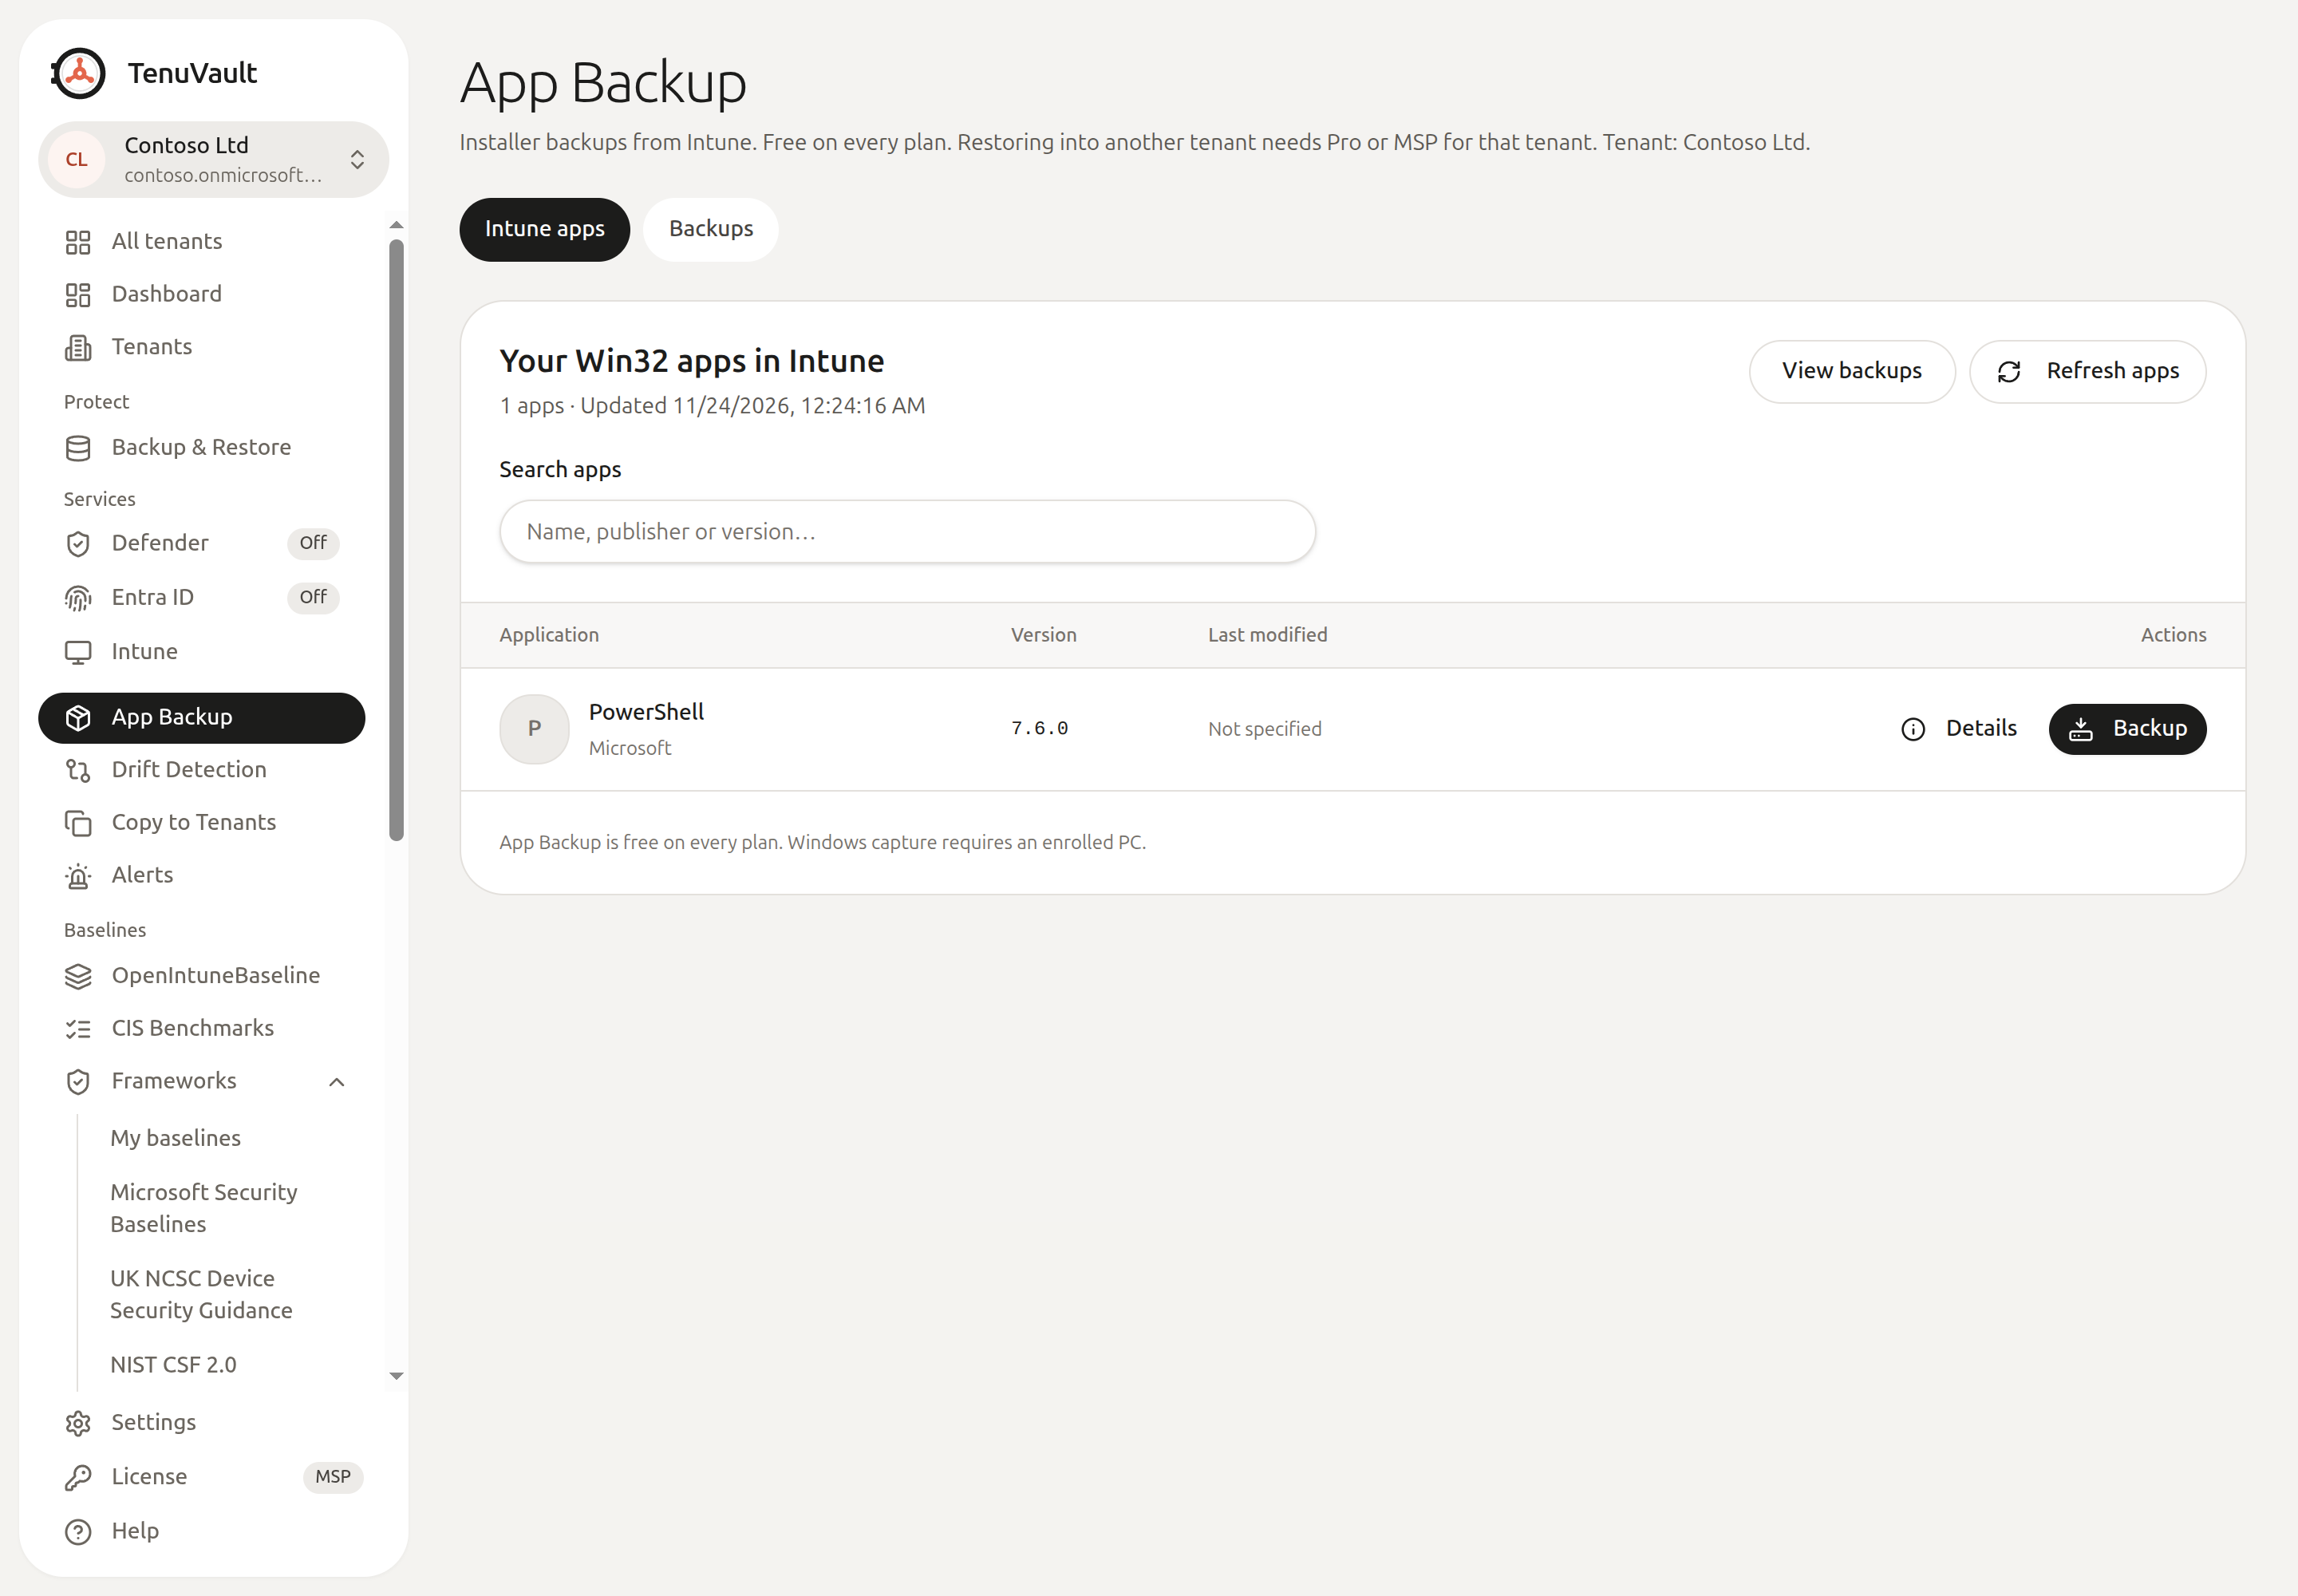 TenuVault
CL
Contoso Ltd
contoso.onmicrosoft...
All tenants
Dashboard
Tenants
Protect
Backup & Restore
Services
Defender
Off
Entra ID
Off
Intune
App Backup
Drift Detection
Copy to Tenants
Alerts
Baselines
OpenIntuneBaseline
CIS Benchmarks
Frameworks
My baselines
Microsoft Security
Baselines
UK NCSC Device
Security Guidance
NIST CSF 2.0
Settings
License
MSP
Help
App Backup
Installer backups from Intune. Free on every plan. Restoring into another tenant needs Pro or MSP for that tenant. Tenant: Contoso Ltd.
Intune apps
Backups
Your Win32 apps in Intune
1 apps · Updated 11/24/2026, 12:24:16 AM
View backups
Refresh apps
Search apps
Name, publisher or version...
Application
Version
Last modified
Actions
P
PowerShell
Microsoft
7.6.0
Not specified
Details
Backup
App Backup is free on every plan. Windows capture requires an enrolled PC.